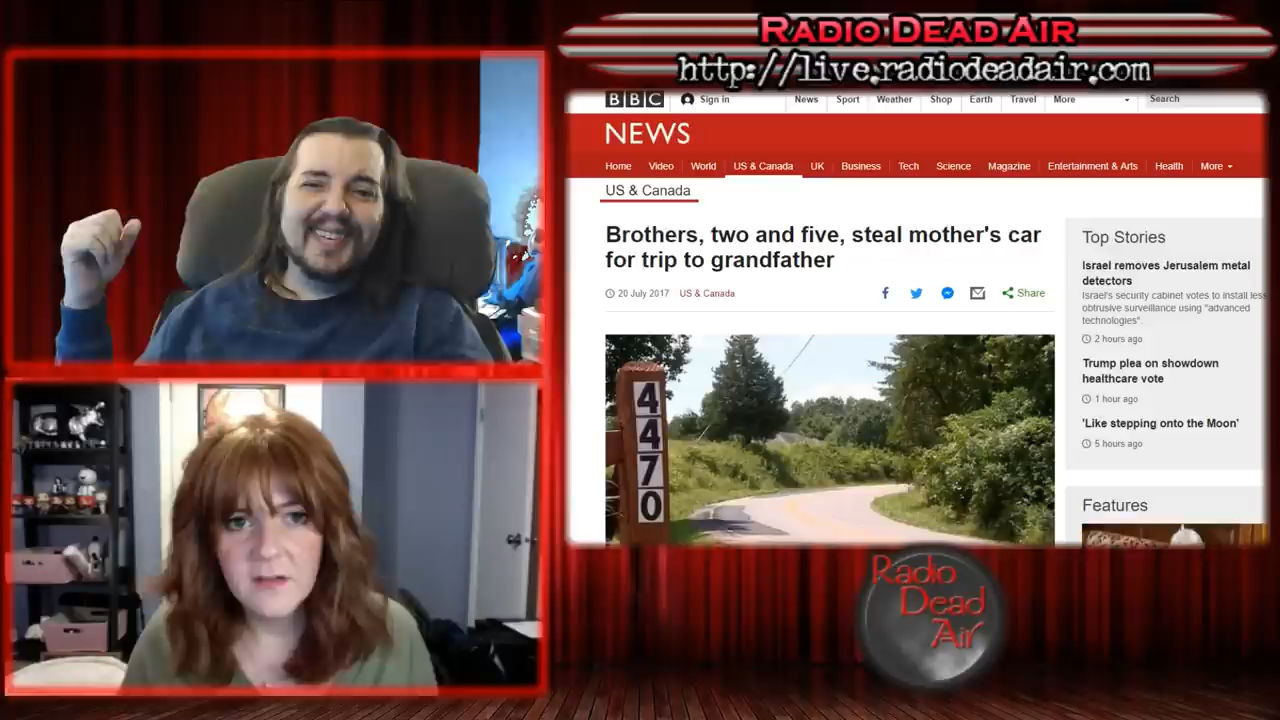 Radio Dead Air
http://live.radiodeadair.com
BBC Sign in News Sport Weather Shop Earth Travel More Search
NEWS
Home Video World US & Canada UK Business Tech Science Magazine Entertainment & Arts Health More
US & Canada
Brothers, two and five, steal mother's car
for trip to grandfather
20 July 2017 US & Canada Share
4
4
7
0
Top Stories
Israel removes Jerusalem metal
detectors
Israel's security cabinet votes to install less
obtrusive surveillance using "advanced
technologies".
2 hours ago
Trump plea on showdown
healthcare vote
1 hour ago
'Like stepping onto the Moon'
5 hours ago
Features
Radio
Dead
Air